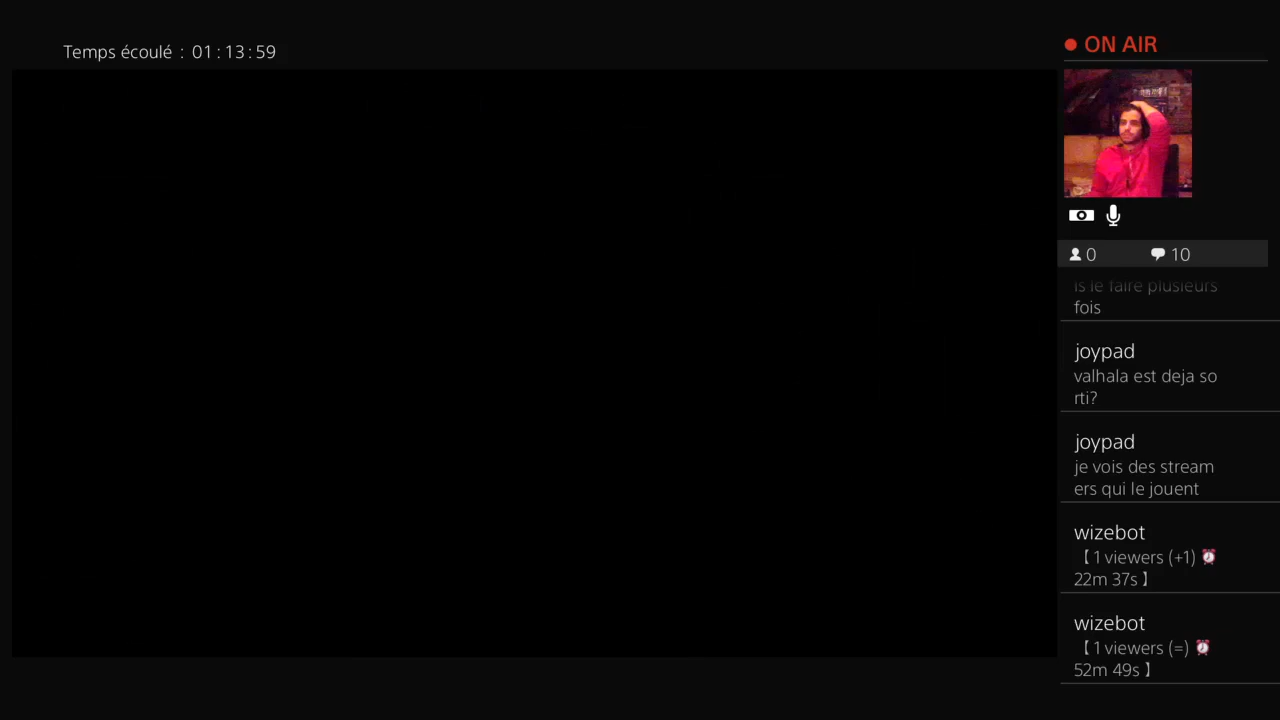 Temps écoulé : 01:13:59
ON AIR
0
10
is le faire plusieurs
fois
joypad
valhala est deja so
rti?
joypad
je vois des stream
ers qui le jouent
wizebot
【1 viewers (+1) ⏰
22m 37s】
wizebot
【1 viewers (=) ⏰
52m 49s】